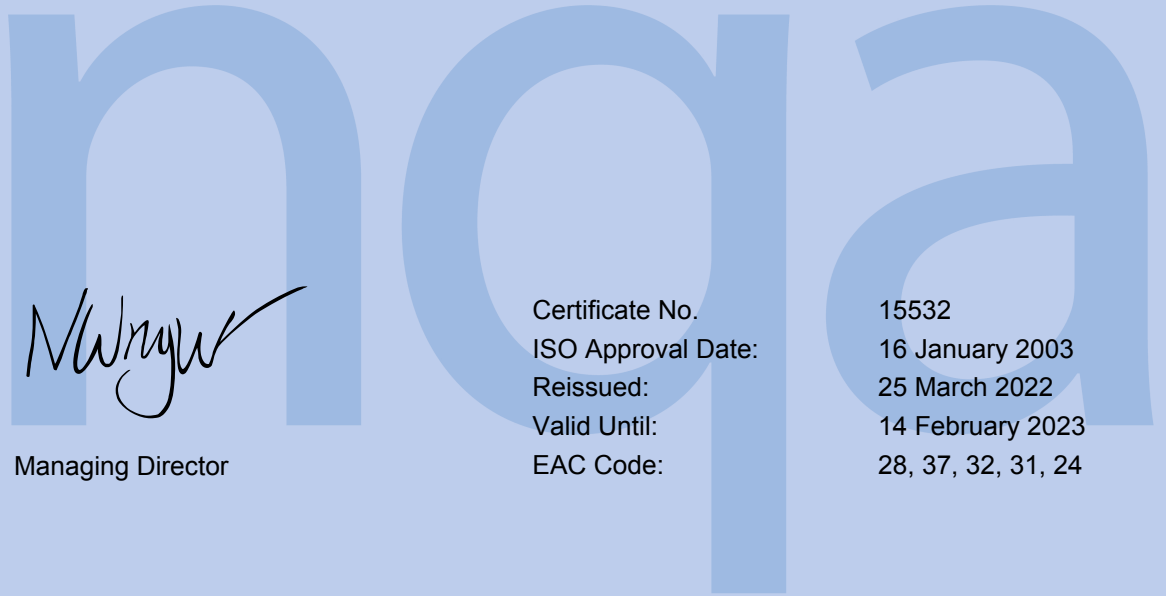 nqa
Certificate No. 15532
ISO Approval Date: 16 January 2003
Reissued: 25 March 2022
Valid Until: 14 February 2023
Managing Director
EAC Code: 28, 37, 32, 31, 24